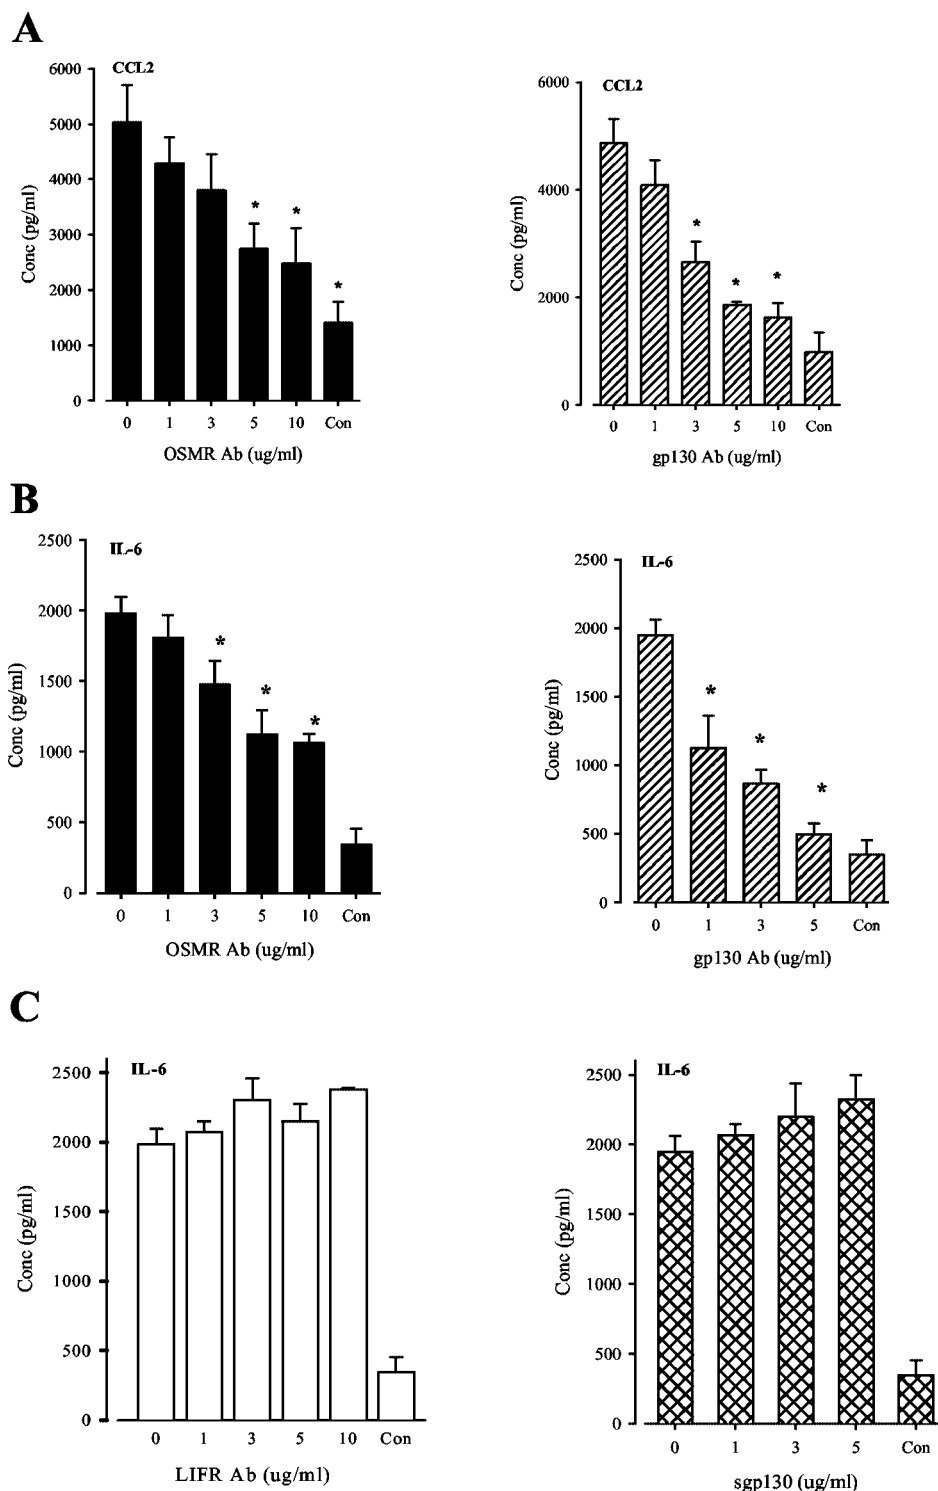 A
CCL2
6000
5000
4000
3000
2000
1000
0
Conc (pg/ml)
*
*
*
0 1 3 5 10 Con
OSMR Ab (ug/ml)
CCL2
6000
4000
2000
0
Conc (pg/ml)
*
*
*
0 1 3 5 10 Con
gp130 Ab (ug/ml)
B
IL-6
2500
2000
1500
1000
500
0
Conc (pg/ml)
*
*
*
0 1 3 5 10 Con
OSMR Ab (ug/ml)
IL-6
2500
2000
1500
1000
500
0
Conc (pg/ml)
*
*
*
0 1 3 5 Con
gp130 Ab (ug/ml)
C
IL-6
2500
2000
1500
1000
500
0
Conc (pg/ml)
0 1 3 5 10 Con
LIFR Ab (ug/ml)
IL-6
2500
2000
1500
1000
500
0
Conc (pg/ml)
0 1 3 5 Con
sgp130 (ug/ml)